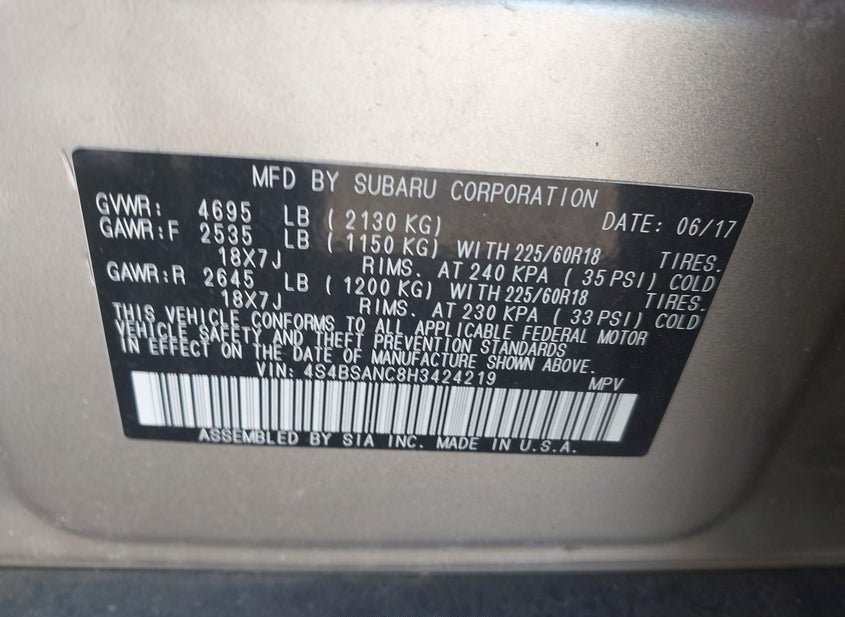 MFD BY SUBARU CORPORATION
GVWR: 4695 LB ( 2130 KG) DATE: 06/17
GAWR:F 2535 LB ( 1150 KG) WITH 225/60R18 TIRES.
18X7J RIMS. AT 240 KPA ( 35 PSI) COLD
GAWR:R 2645 LB ( 1200 KG) WITH 225/60R18 TIRES.
18X7J RIMS. AT 230 KPA ( 33 PSI) COLD
THIS VEHICLE CONFORMS TO ALL APPLICABLE FEDERAL MOTOR
VEHICLE SAFETY AND THEFT PREVENTION STANDARDS
IN EFFECT ON THE DATE OF MANUFACTURE SHOWN ABOVE.
VIN: 4S4BSANC8H3424219 MPV
ASSEMBLED BY SIA INC. MADE IN U.S.A.